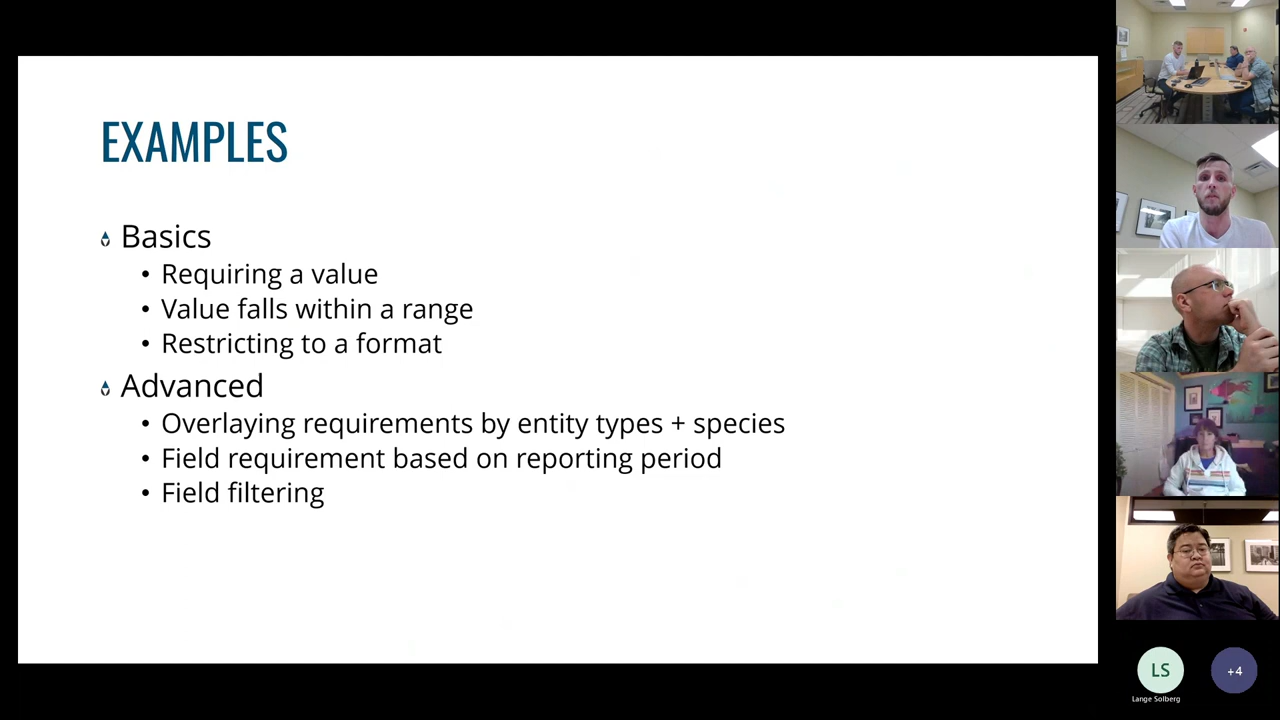 EXAMPLES
Basics
• Requiring a value
• Value falls within a range
• Restricting to a format
Advanced
• Overlaying requirements by entity types + species
• Field requirement based on reporting period
• Field filtering
LS
+4
Lange Solberg